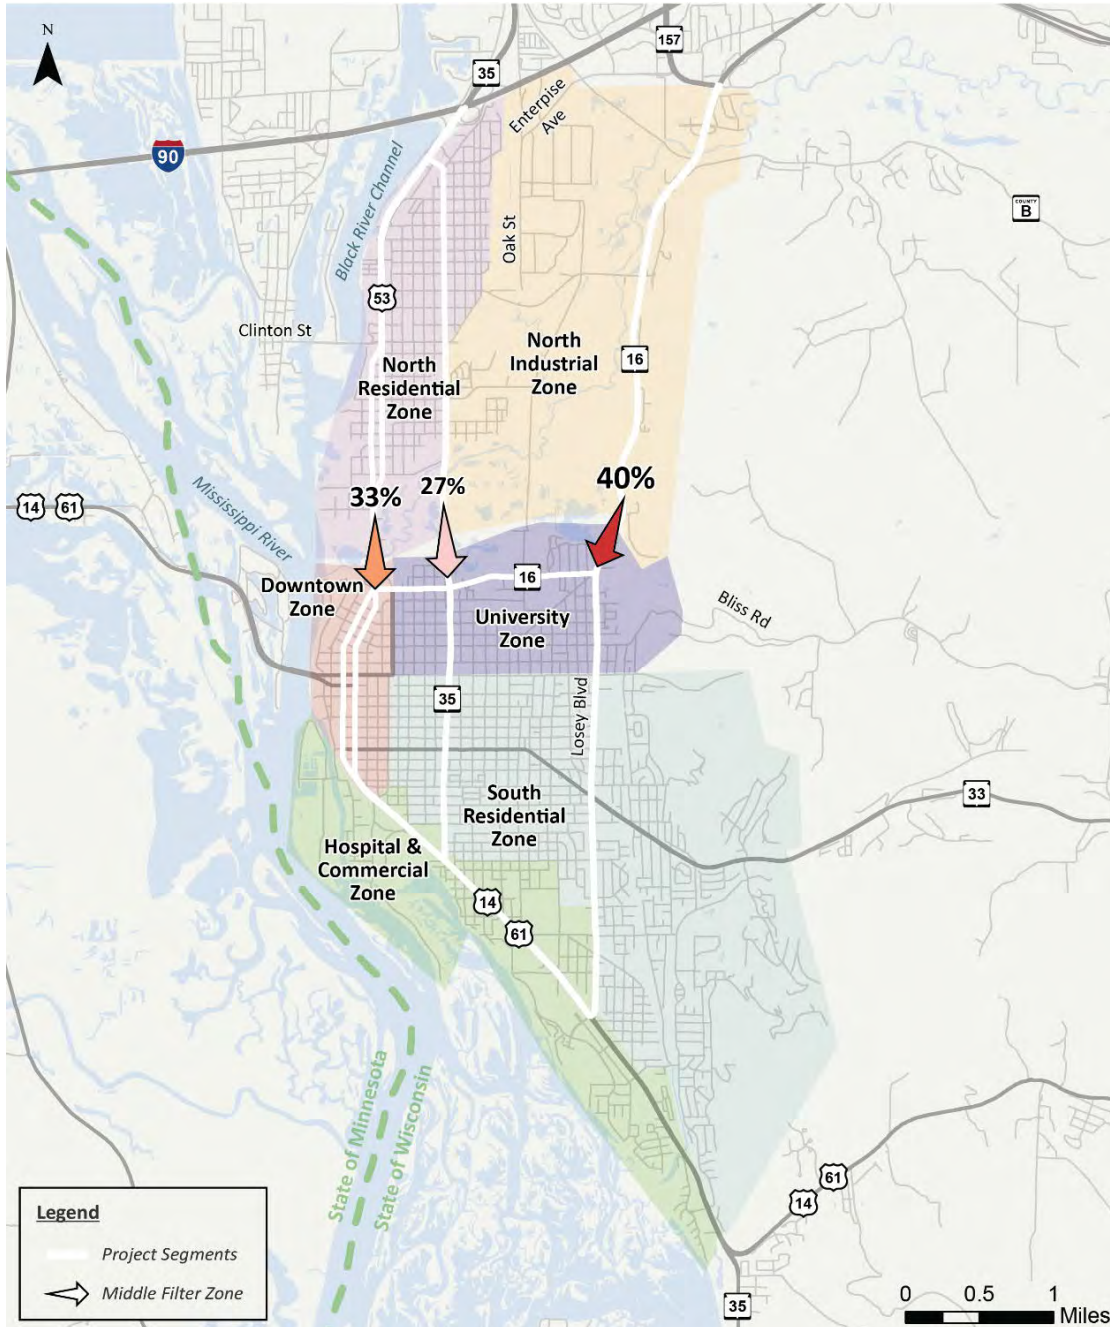 N
157
35
Enterpise
Ave
90
Black River Channel
COUNTY
B
Oak St
53
Clinton St
North
Residential
Zone
North
Industrial
Zone
16
33%
27%
40%
14
61
Mississippi River
Downtown
Zone
16
University
Zone
Bliss Rd
35
Losey Blvd
South
Residential
Zone
33
Hospital &
Commercial
Zone
14
61
State of Minnesota
State of Wisconsin
61
14
35
Legend
Project Segments
Middle Filter Zone
0 0.5 1
Miles